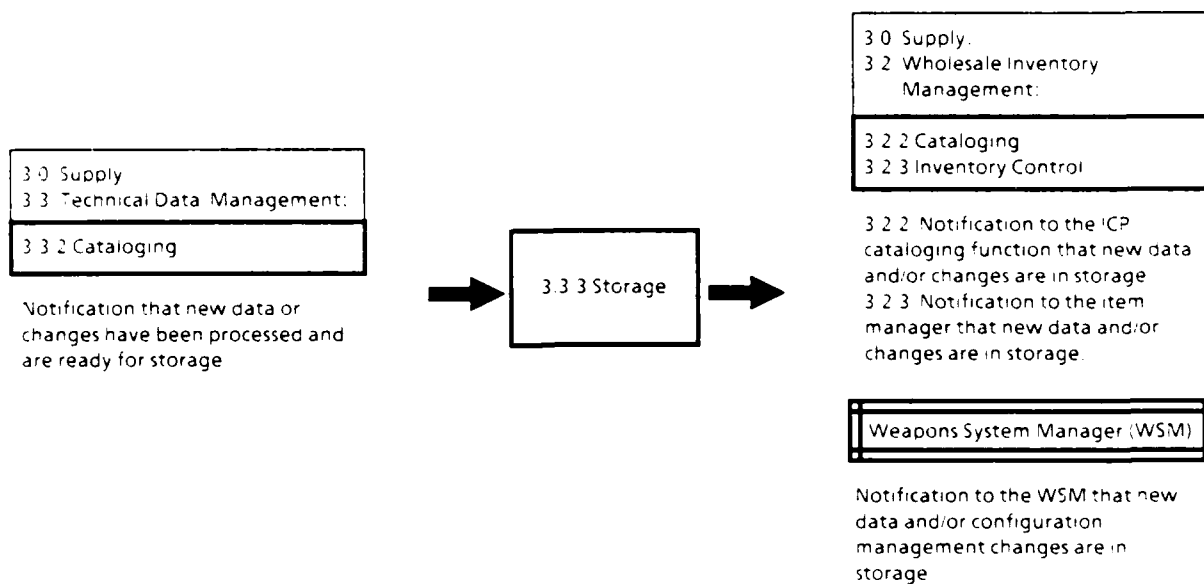 3.0 Supply
3.3 Technical Data Management:
3.3.2 Cataloging
Notification that new data or
changes have been processed and
are ready for storage
3.3.3 Storage
3.0 Supply.
3.2 Wholesale Inventory
Management:
3.2.2 Cataloging
3.2.3 Inventory Control
3.2.2 Notification to the ICP
cataloging function that new data
and/or changes are in storage
3.2.3 Notification to the item
manager that new data and/or
changes are in storage.
Weapons System Manager (WSM)
Notification to the WSM that new
data and/or configuration
management changes are in
storage